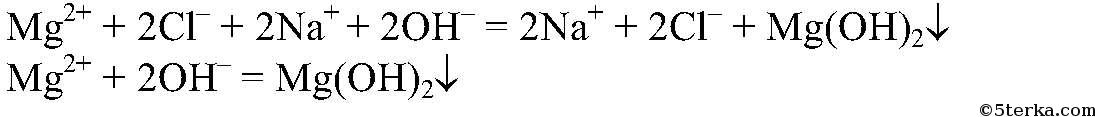 Mg²⁺ + 2Cl⁻ + 2Na⁺ + 2OH⁻ = 2Na⁺ + 2Cl⁻ + Mg(OH)₂↓
Mg²⁺ + 2OH⁻ = Mg(OH)₂↓
©5terka.com